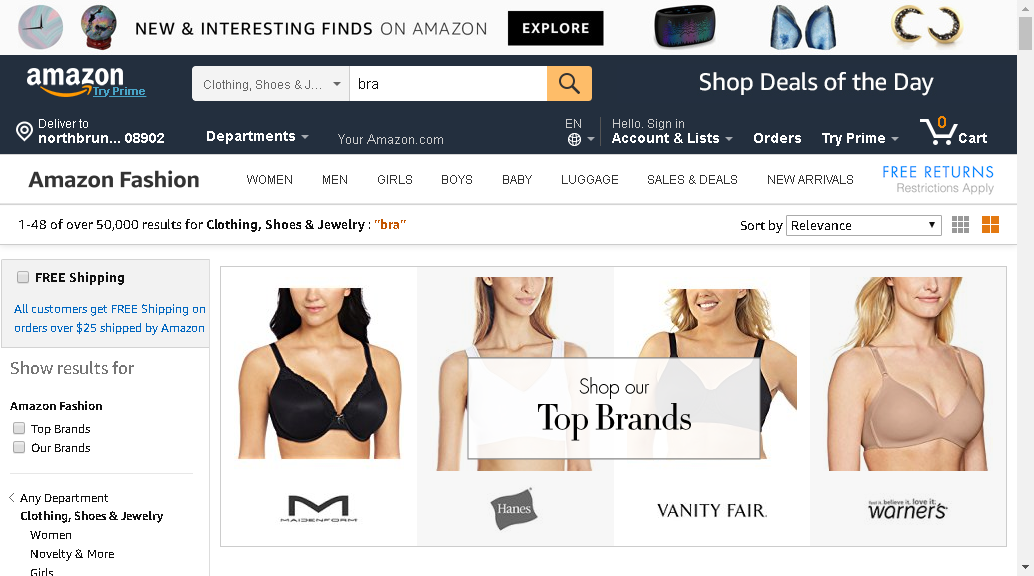 NEW & INTERESTING FINDS ON AMAZON
EXPLORE
amazon
Try Prime
Clothing, Shoes & J...
bra
Shop Deals of the Day
Deliver to
northbrun... 08902
Departments
Your Amazon.com
EN
Hello. Sign in
Account & Lists
Orders
Try Prime
0
Cart
Amazon Fashion
WOMEN
MEN
GIRLS
BOYS
BABY
LUGGAGE
SALES & DEALS
NEW ARRIVALS
FREE RETURNS
Restrictions Apply
1-48 of over 50,000 results for Clothing, Shoes & Jewelry : "bra"
Sort by
Relevance
FREE Shipping
All customers get FREE Shipping on
orders over $25 shipped by Amazon
Show results for
Amazon Fashion
Top Brands
Our Brands
Any Department
Clothing, Shoes & Jewelry
Women
Novelty & More
Girls
Shop our
Top Brands
MAIDENFORM
Hanes
VANITY FAIR.
feel it. believe it. love it.
warner's